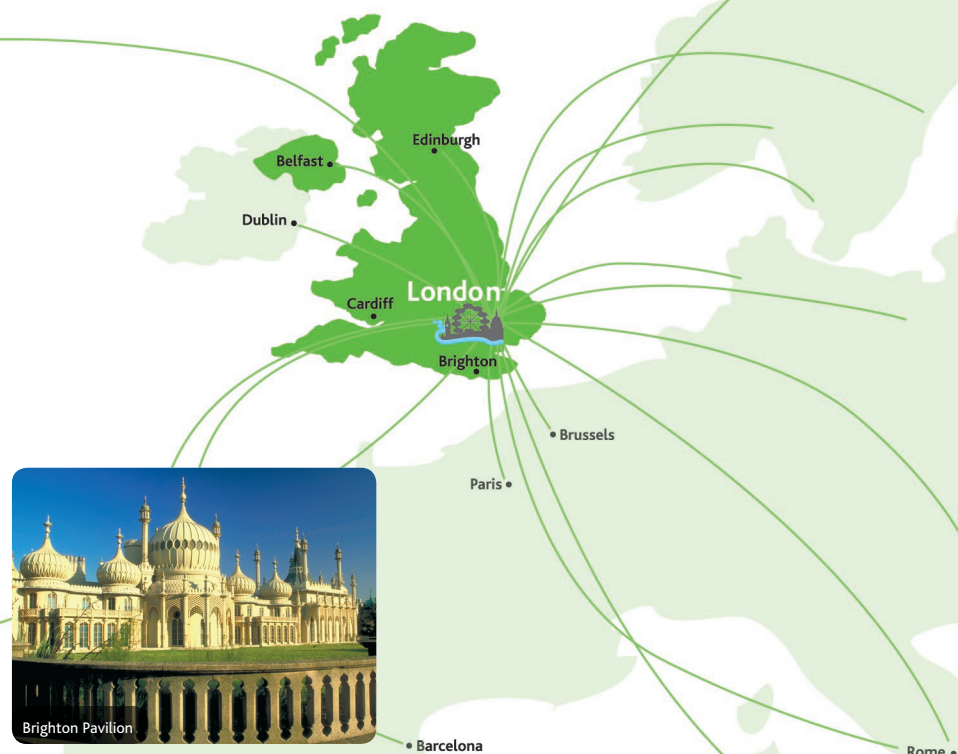 Edinburgh
Belfast
Dublin
London
Cardiff
Brighton
Brussels
Paris
Brighton Pavilion
Barcelona
Rome